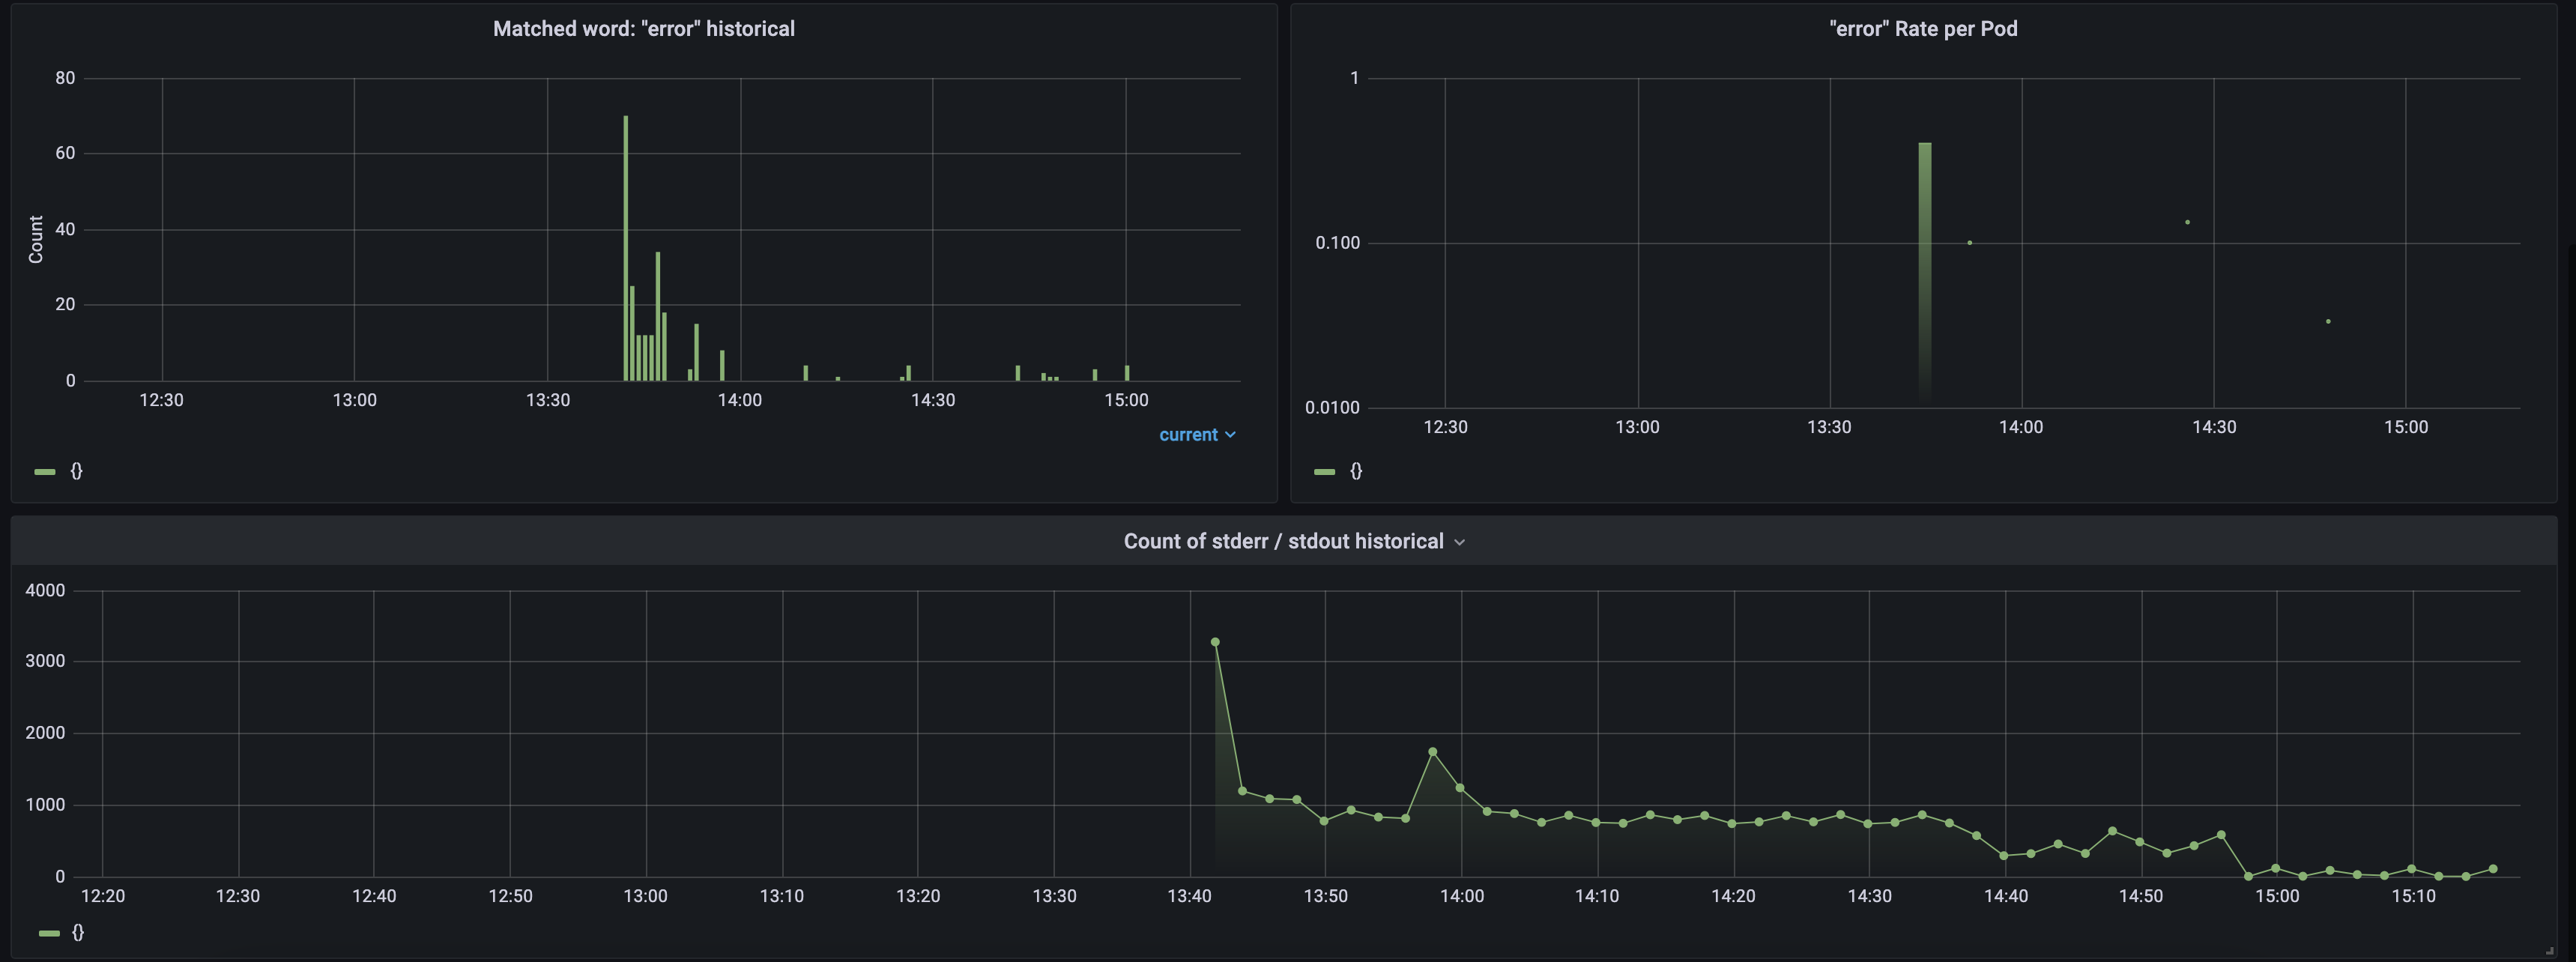 Matched word: "error" historical
80
60
40
20
0
Count
12:30 13:00 13:30 14:00 14:30 15:00
current
{}
"error" Rate per Pod
1
0.100
0.0100
12:30 13:00 13:30 14:00 14:30 15:00
{}
Count of stderr / stdout historical
4000
3000
2000
1000
0
12:20 12:30 12:40 12:50 13:00 13:10 13:20 13:30 13:40 13:50 14:00 14:10 14:20 14:30 14:40 14:50 15:00 15:10
{}